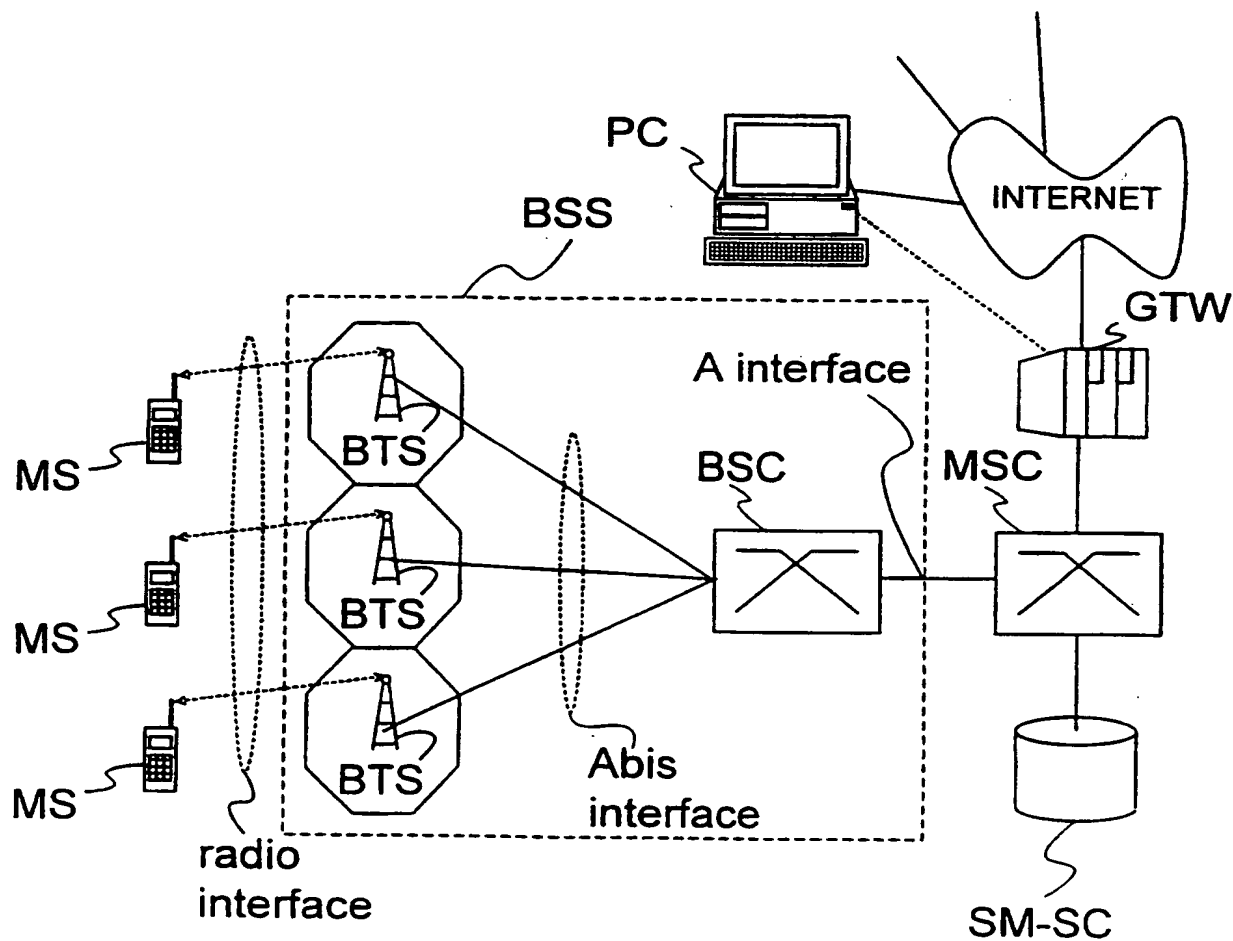 PC
INTERNET
BSS
GTW
A interface
BTS
MS
BSC
MSC
BTS
MS
BTS
MS
Abis
interface
radio
interface
SM-SC